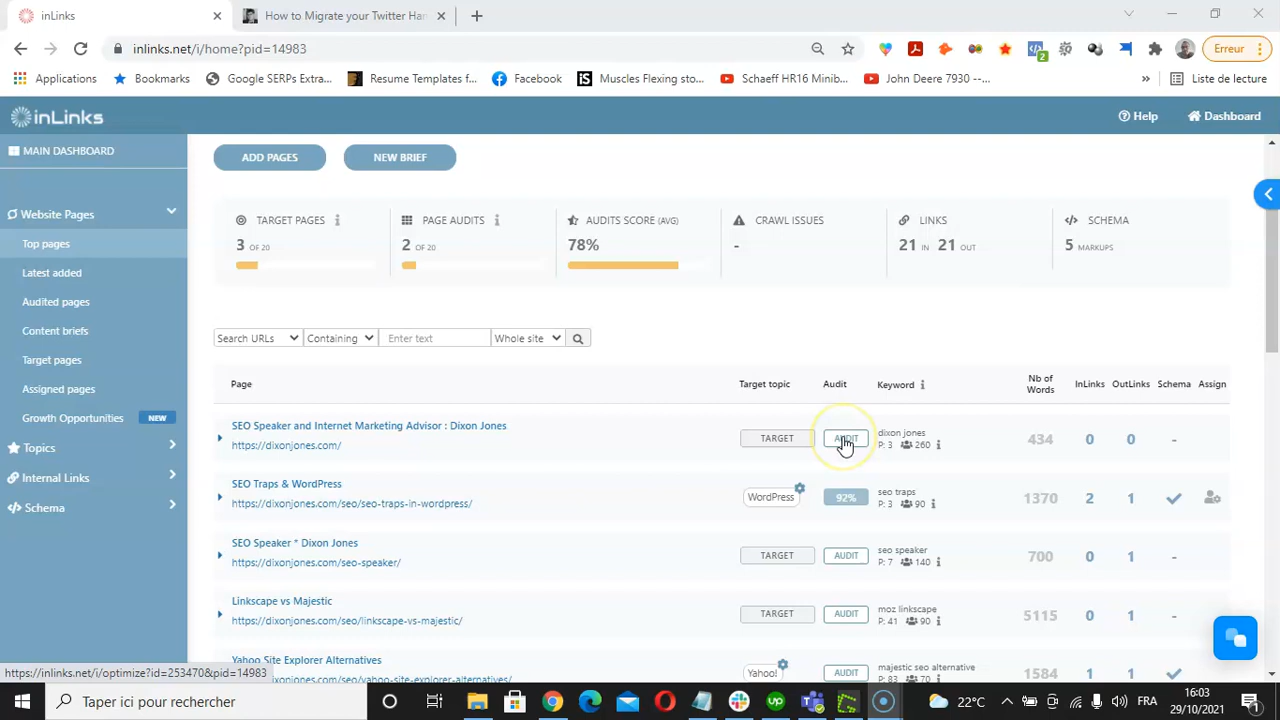 inLinks
How to Migrate your Twitter Han
inlinks.net/i/home?pid=14983
2
Erreur
Applications
Bookmarks
Google SERPs Extra...
Resume Templates f...
Facebook
iS
Muscles Flexing sto...
Schaeff HR16 Minib...
John Deere 7930 –...
»
Liste de lecture
inLinks
Help
Dashboard
MAIN DASHBOARD
Website Pages
Top pages
Latest added
Audited pages
Content briefs
Target pages
Assigned pages
Growth Opportunities NEW
Topics
Internal Links
Schema
ADD PAGES
NEW BRIEF
TARGET PAGES
3 OF 20
PAGE AUDITS
2 OF 20
AUDITS SCORE (AVG)
78%
CRAWL ISSUES
-
LINKS
21 IN 21 OUT
SCHEMA
5 MARKUPS
Search URLs
Containing
Enter text
Whole site
Page
Target topic
Audit
Keyword
Nb of
Words
InLinks
OutLinks
Schema
Assign
SEO Speaker and Internet Marketing Advisor : Dixon Jones
https://dixonjones.com/
TARGET
AUDIT
dixon jones
P: 3 260
434
0
0
-
SEO Traps & WordPress
https://dixonjones.com/seo/seo-traps-in-wordpress/
WordPress
92%
seo traps
P: 3 90
1370
2
1
SEO Speaker * Dixon Jones
https://dixonjones.com/seo-speaker/
TARGET
AUDIT
seo speaker
P: 7 140
700
0
1
-
Linkscape vs Majestic
https://dixonjones.com/seo/linkscape-vs-majestic/
TARGET
AUDIT
moz linkscape
P: 41 90
5115
0
1
-
Yahoo Site Explorer Alternatives
https://dixonjones.com/seo/yahoo-site-explorer-alternatives/
Yahoo!
AUDIT
majestic seo alternative
P: 83 70
1584
1
1
https://inlinks.net/i/optimize?id=253470&pid=14983
Taper ici pour rechercher
22°C
FRA
16:03
29/10/2021
1